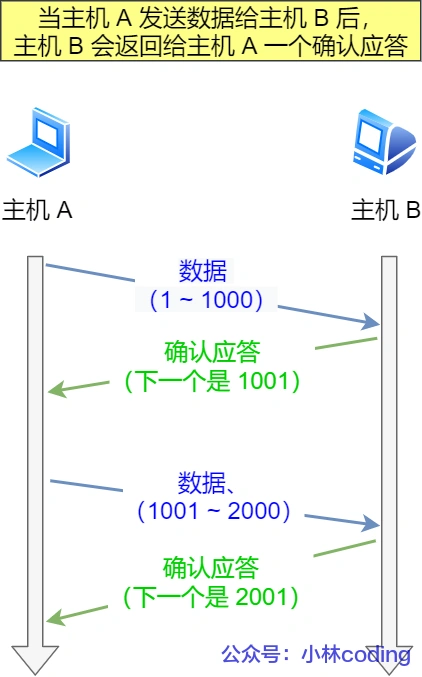 当主机 A 发送数据给主机 B 后，
主机 B 会返回给主机 A 一个确认应答
主机 A
主机 B
数据
（1 ~ 1000）
确认应答
（下一个是 1001）
数据、
（1001 ~ 2000）
确认应答
（下一个是 2001）
公众号：小林coding